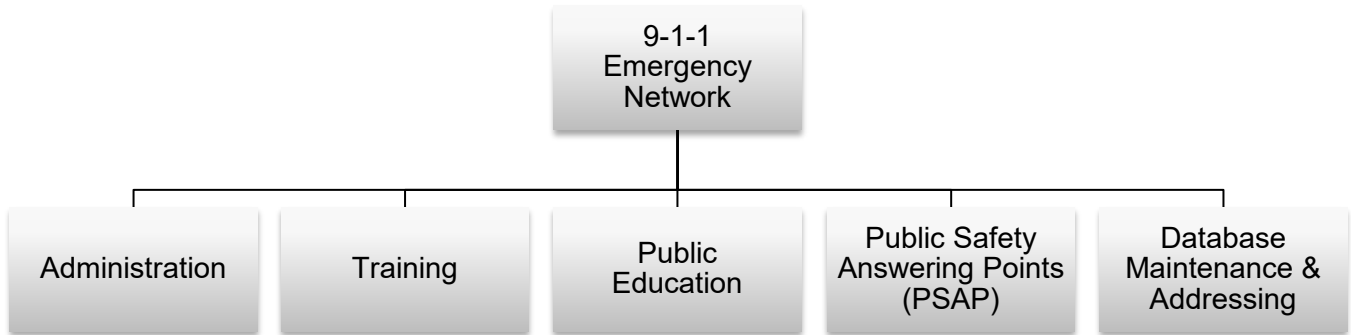 9-1-1
Emergency
Network
Administration
Training
Public
Education
Public Safety
Answering Points
(PSAP)
Database
Maintenance &
Addressing